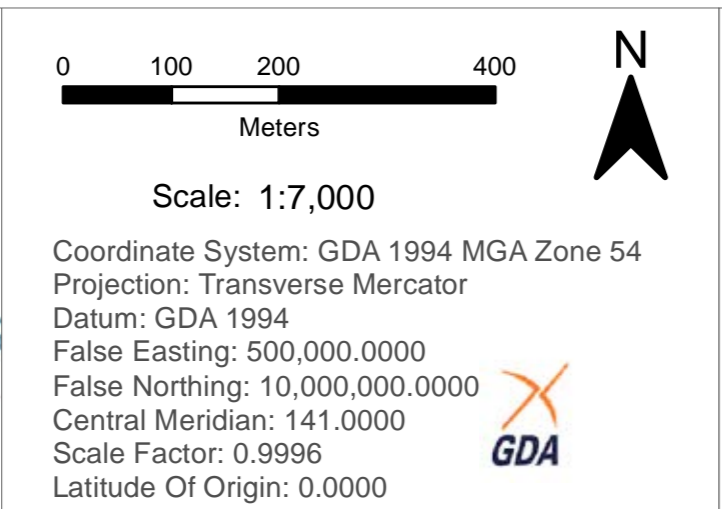 N
0 100 200 400
Meters
Scale: 1:7,000
Coordinate System: GDA 1994 MGA Zone 54
Projection: Transverse Mercator
Datum: GDA 1994
False Easting: 500,000.0000
False Northing: 10,000,000.0000
Central Meridian: 141.0000
Scale Factor: 0.9996
Latitude Of Origin: 0.0000
GDA